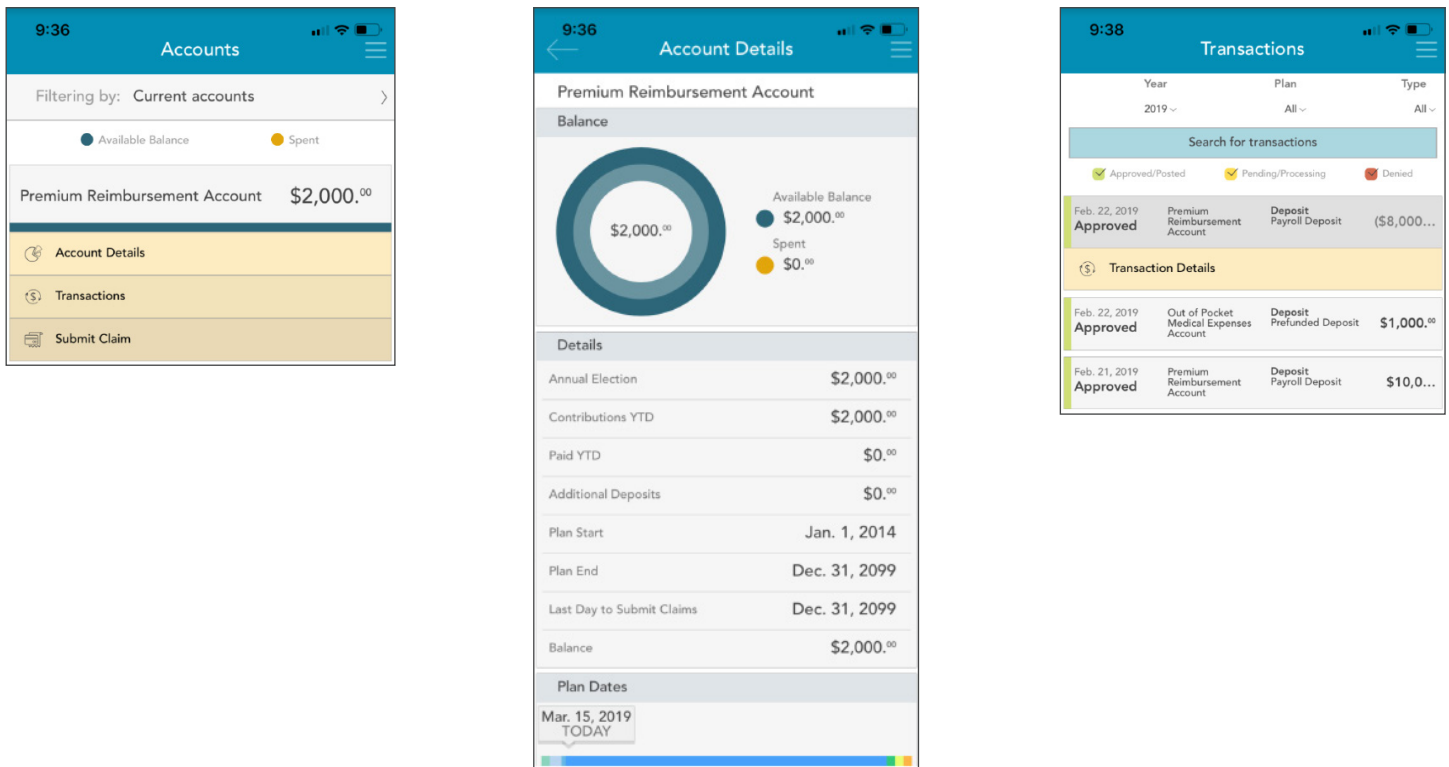 9:36
Accounts
Filtering by: Current accounts
Available Balance Spent
Premium Reimbursement Account $2,000.00
Account Details
Transactions
Submit Claim
9:36
Account Details
Premium Reimbursement Account
Balance
$2,000.00
Available Balance
$2,000.00
Spent
$0.00
Details
Annual Election $2,000.00
Contributions YTD $2,000.00
Paid YTD $0.00
Additional Deposits $0.00
Plan Start Jan. 1, 2014
Plan End Dec. 31, 2099
Last Day to Submit Claims Dec. 31, 2099
Balance $2,000.00
Plan Dates
Mar. 15, 2019
TODAY
9:38
Transactions
Year Plan Type
2019 All All
Search for transactions
Approved/Posted Pending/Processing Denied
Feb. 22, 2019
Approved
Premium
Reimbursement
Account
Deposit
Payroll Deposit
($8,000...
Transaction Details
Feb. 22, 2019
Approved
Out of Pocket
Medical Expenses
Account
Deposit
Prefunded Deposit
$1,000.00
Feb. 21, 2019
Approved
Premium
Reimbursement
Account
Deposit
Payroll Deposit
$10,0...